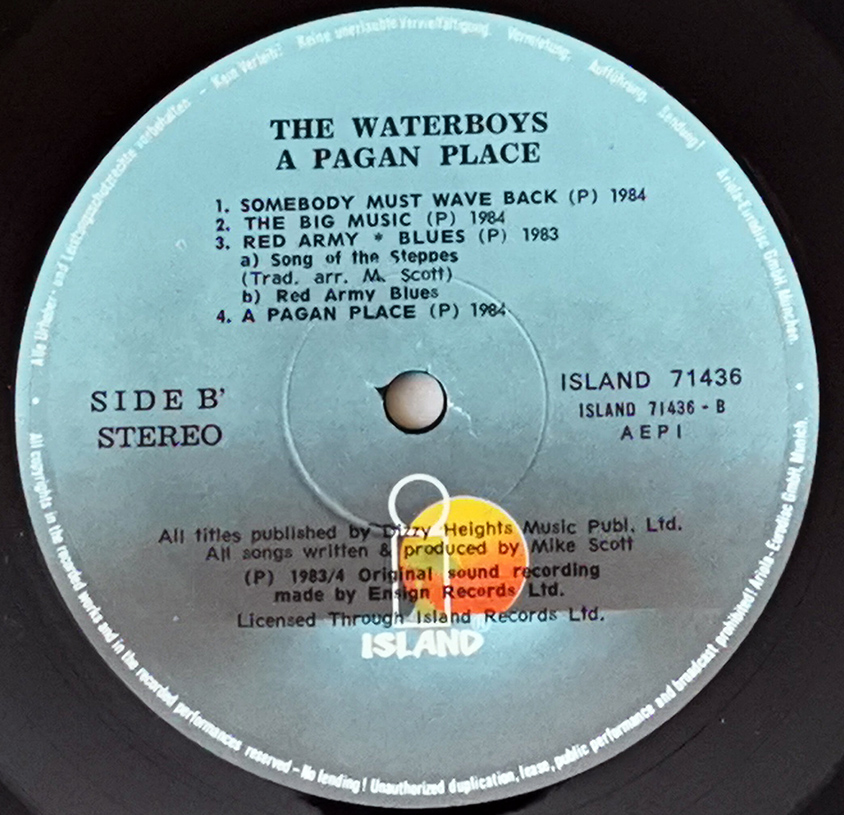 THE WATERBOYS
A PAGAN PLACE
1. SOMEBODY MUST WAVE BACK (P) 1984
2. THE BIG MUSIC (P) 1984
3. RED ARMY * BLUES (P) 1983
a) Song of the Steppes
(Trad. arr. M. Scott)
b) Red Army Blues
4. A PAGAN PLACE (P) 1984
SIDE B'
STEREO
ISLAND 71436
ISLAND 71436 - B
AEPI
All titles published by Dizzy Heights Music Publ. Ltd.
All songs written & produced by Mike Scott
(P) 1983/4 Original sound recording
made by Ensign Records Ltd.
Licensed Through Island Records Ltd.
ISLAND
Alle Urheber- und Leistungsschutzrechte vorbehalten - Kein Verleih! Keine unerlaubte Vervielfältigung, Vermietung, Aufführung, Sendung! Ariola-Eurodisc GmbH München.
All copyrights in the recorded works and in the recorded performances reserved - No lending! Unauthorized duplication, lease, public performance and broadcast prohibited! Ariola-Eurodisc GmbH, Munich.